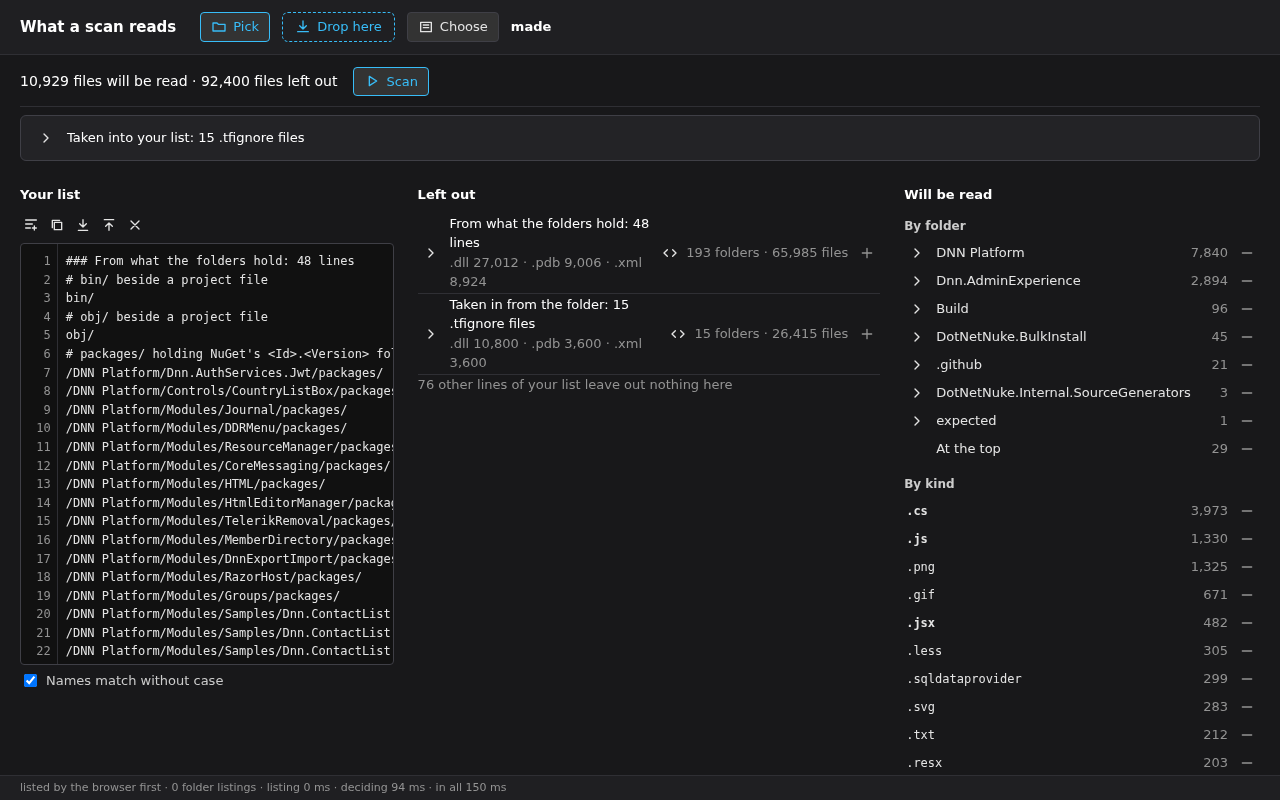 What a scan reads
Pick
Drop here
Choose
made
10,929 files will be read · 92,400 files left out
Scan
Taken into your list: 15 .tfignore files
Your list
1 ### From what the folders hold: 48 lines
2 # bin/ beside a project file
3 bin/
4 # obj/ beside a project file
5 obj/
6 # packages/ holding NuGet's <Id>.<Version> fol
7 /DNN Platform/Dnn.AuthServices.Jwt/packages/
8 /DNN Platform/Controls/CountryListBox/packages
9 /DNN Platform/Modules/Journal/packages/
10 /DNN Platform/Modules/DDRMenu/packages/
11 /DNN Platform/Modules/ResourceManager/packages
12 /DNN Platform/Modules/CoreMessaging/packages/
13 /DNN Platform/Modules/HTML/packages/
14 /DNN Platform/Modules/HtmlEditorManager/packag
15 /DNN Platform/Modules/TelerikRemoval/packages/
16 /DNN Platform/Modules/MemberDirectory/packages
17 /DNN Platform/Modules/DnnExportImport/packages
18 /DNN Platform/Modules/RazorHost/packages/
19 /DNN Platform/Modules/Groups/packages/
20 /DNN Platform/Modules/Samples/Dnn.ContactList
21 /DNN Platform/Modules/Samples/Dnn.ContactList
22 /DNN Platform/Modules/Samples/Dnn.ContactList
Names match without case
Left out
From what the folders hold: 48
lines
.dll 27,012 · .pdb 9,006 · .xml
8,924
193 folders · 65,985 files
Taken in from the folder: 15
.tfignore files
.dll 10,800 · .pdb 3,600 · .xml
3,600
15 folders · 26,415 files
76 other lines of your list leave out nothing here
Will be read
By folder
DNN Platform 7,840
Dnn.AdminExperience 2,894
Build 96
DotNetNuke.BulkInstall 45
.github 21
DotNetNuke.Internal.SourceGenerators 3
expected 1
At the top 29
By kind
.cs 3,973
.js 1,330
.png 1,325
.gif 671
.jsx 482
.less 305
.sqldataprovider 299
.svg 283
.txt 212
.resx 203
listed by the browser first · 0 folder listings · listing 0 ms · deciding 94 ms · in all 150 ms